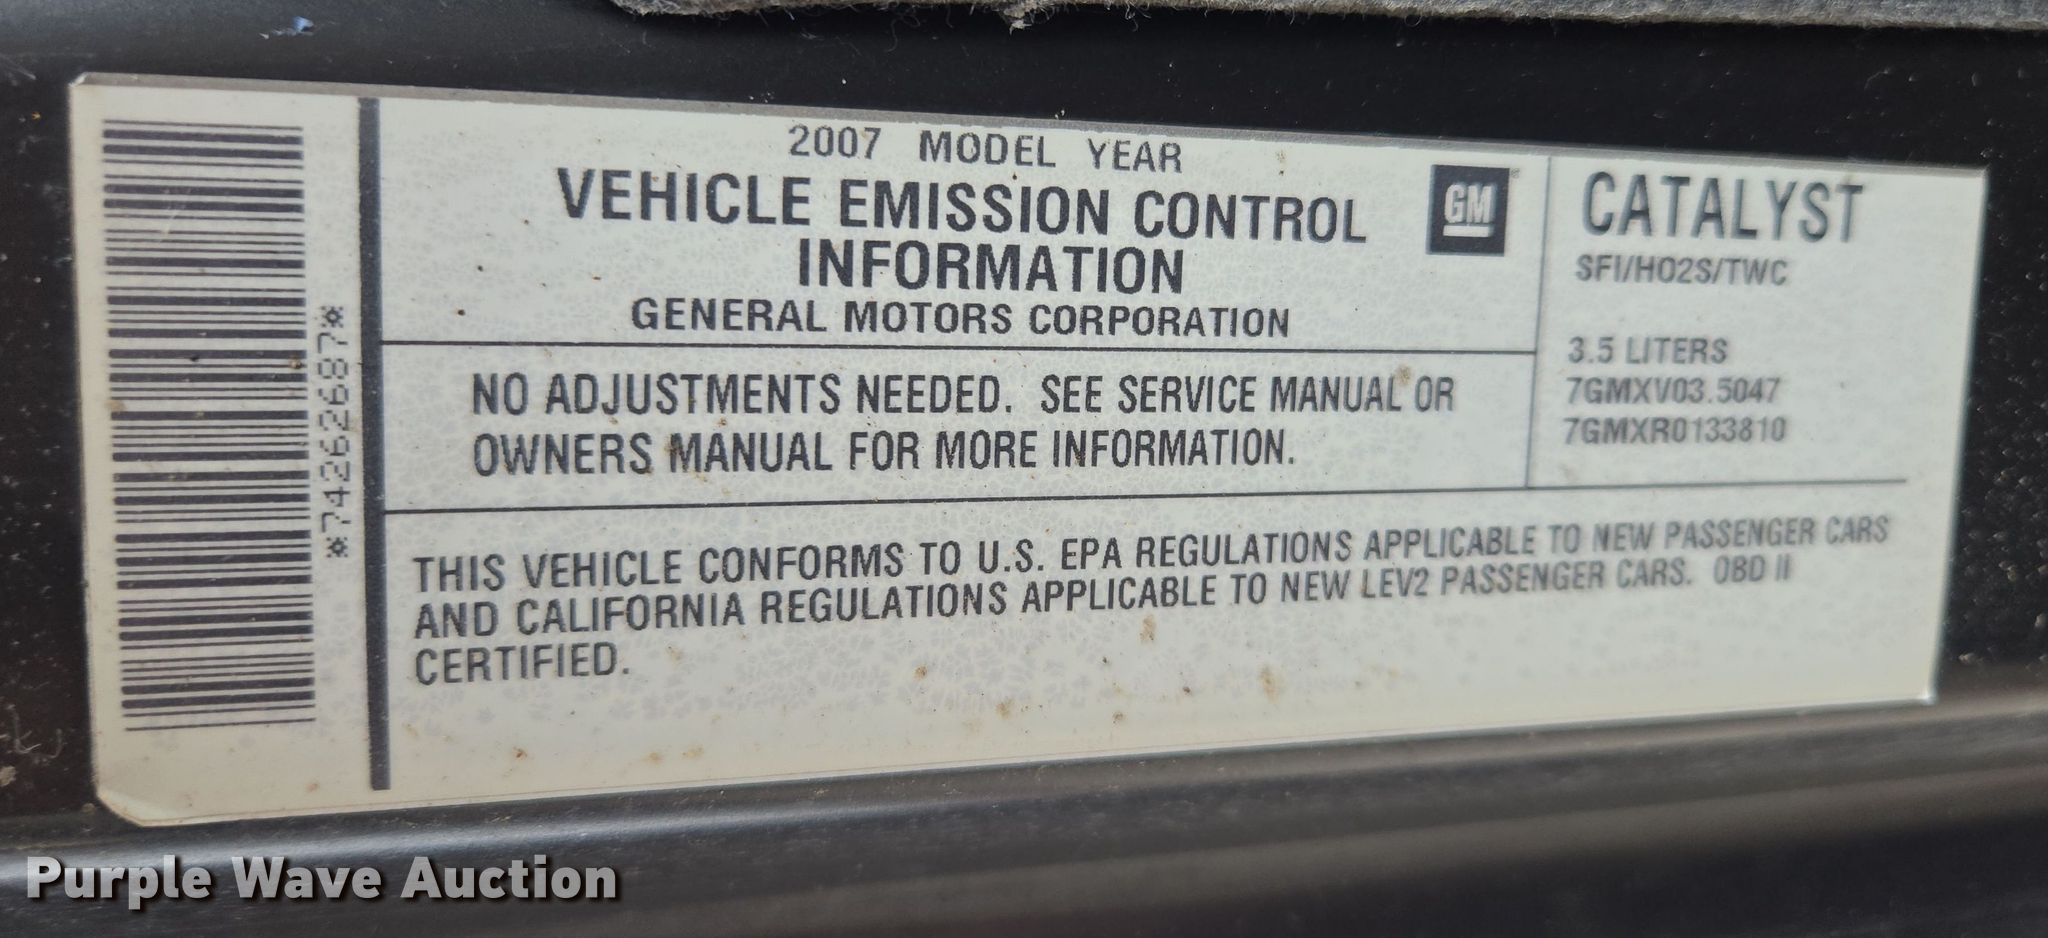 *74262687*
2007 MODEL YEAR
VEHICLE EMISSION CONTROL
INFORMATION
GENERAL MOTORS CORPORATION
GM
CATALYST
SFI/HO2S/TWC
3.5 LITERS
7GMXV03.5047
7GMXR0133810
NO ADJUSTMENTS NEEDED. SEE SERVICE MANUAL OR
OWNERS MANUAL FOR MORE INFORMATION.
THIS VEHICLE CONFORMS TO U.S. EPA REGULATIONS APPLICABLE TO NEW PASSENGER CARS
AND CALIFORNIA REGULATIONS APPLICABLE TO NEW LEV2 PASSENGER CARS. OBD II
CERTIFIED.
Purple Wave Auction